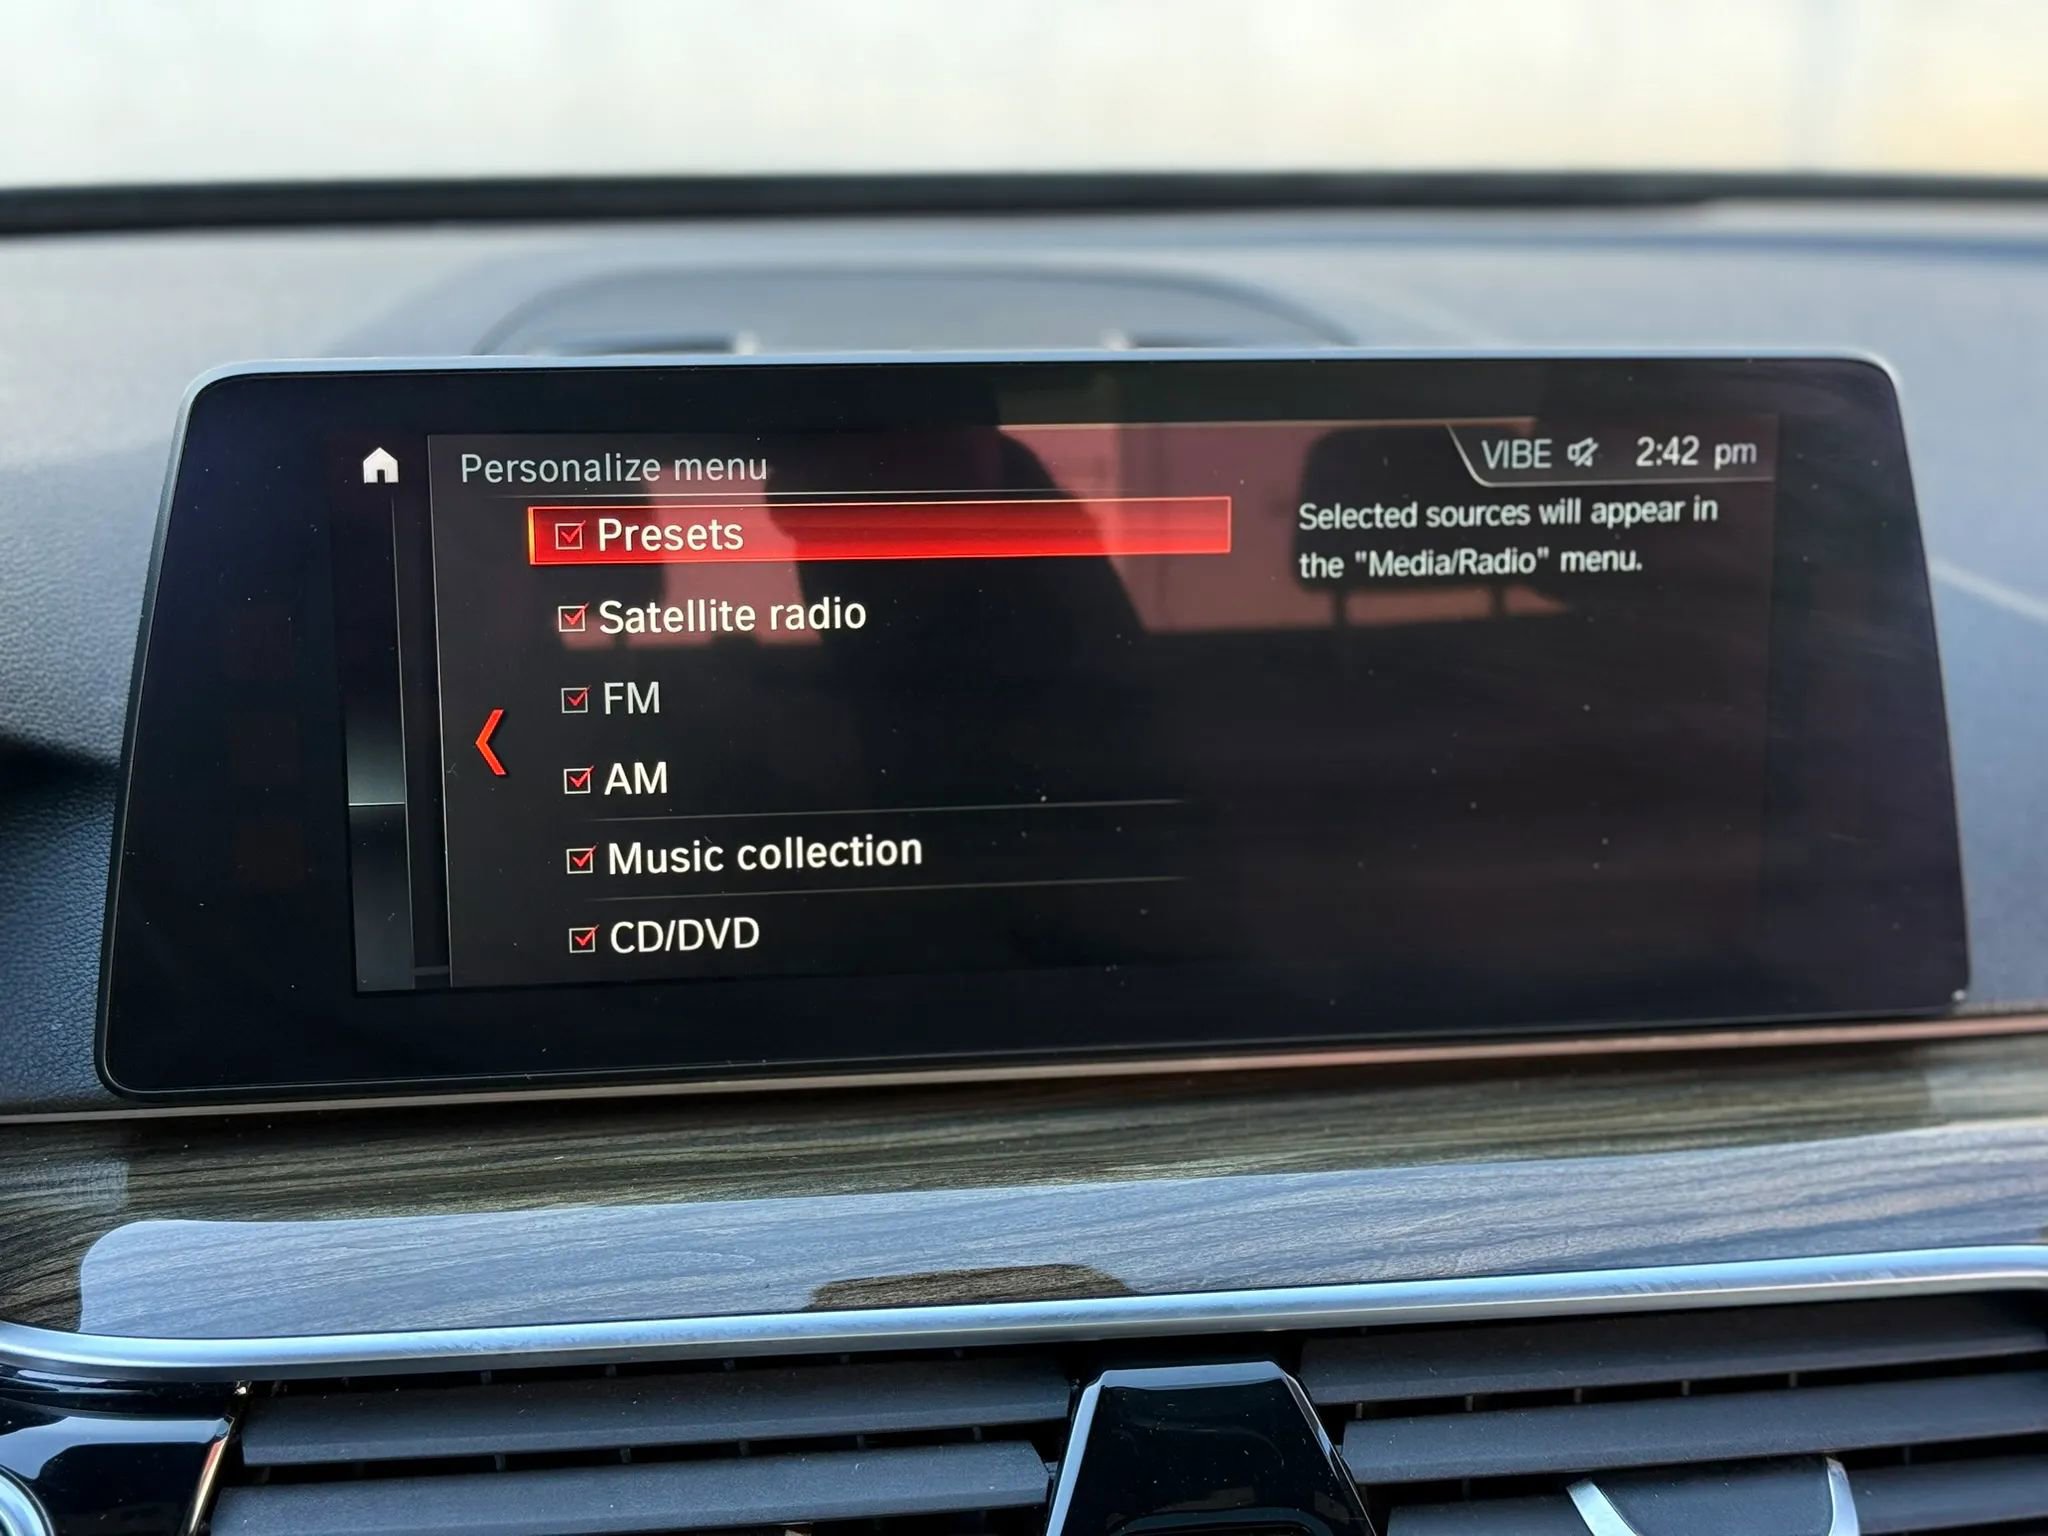 Personalize menu
VIBE 2:42 pm
Presets
Satellite radio
FM
AM
Music collection
CD/DVD
Selected sources will appear in
the "Media/Radio" menu.